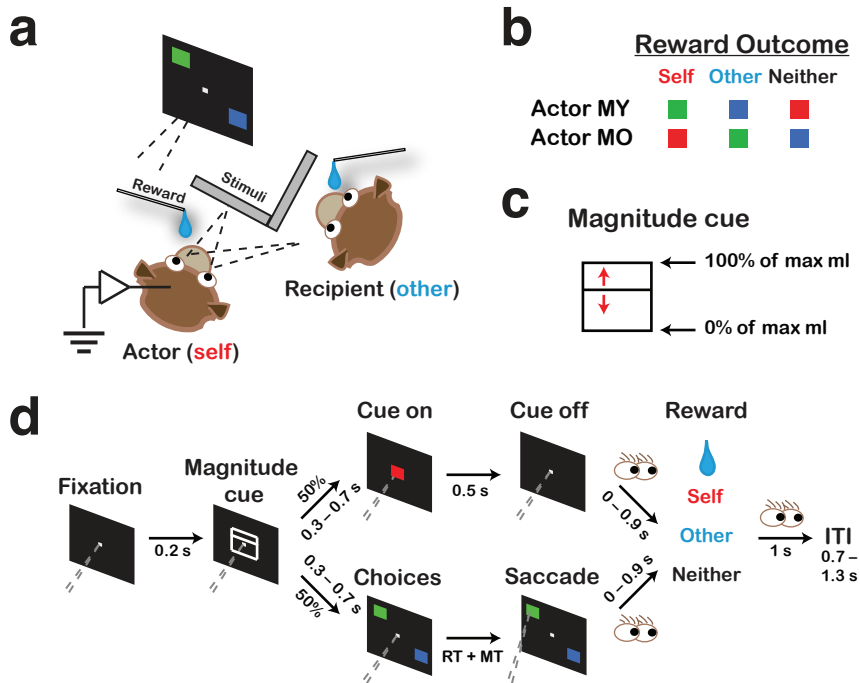 a
Reward
Stimuli
Recipient (other)
Actor (self)
b
Reward Outcome
Self Other Neither
Actor MY
Actor MO
c
Magnitude cue
100% of max ml
0% of max ml
d
Fixation
0.2 s
Magnitude
cue
50%
0.3 – 0.7 s
Cue on
0.5 s
Cue off
0 – 0.9 s
0.3 – 0.7 s
50%
Choices
RT + MT
Saccade
0 – 0.9 s
Reward
Self
Other
Neither
1 s
ITI
0.7 –
1.3 s